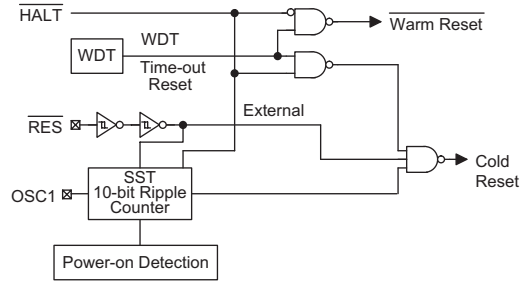 HALT
WDT
WDT
Time-out
Reset
Warm Reset
RES
External
SST
10-bit Ripple
Counter
OSC1
Cold
Reset
Power-on Detection